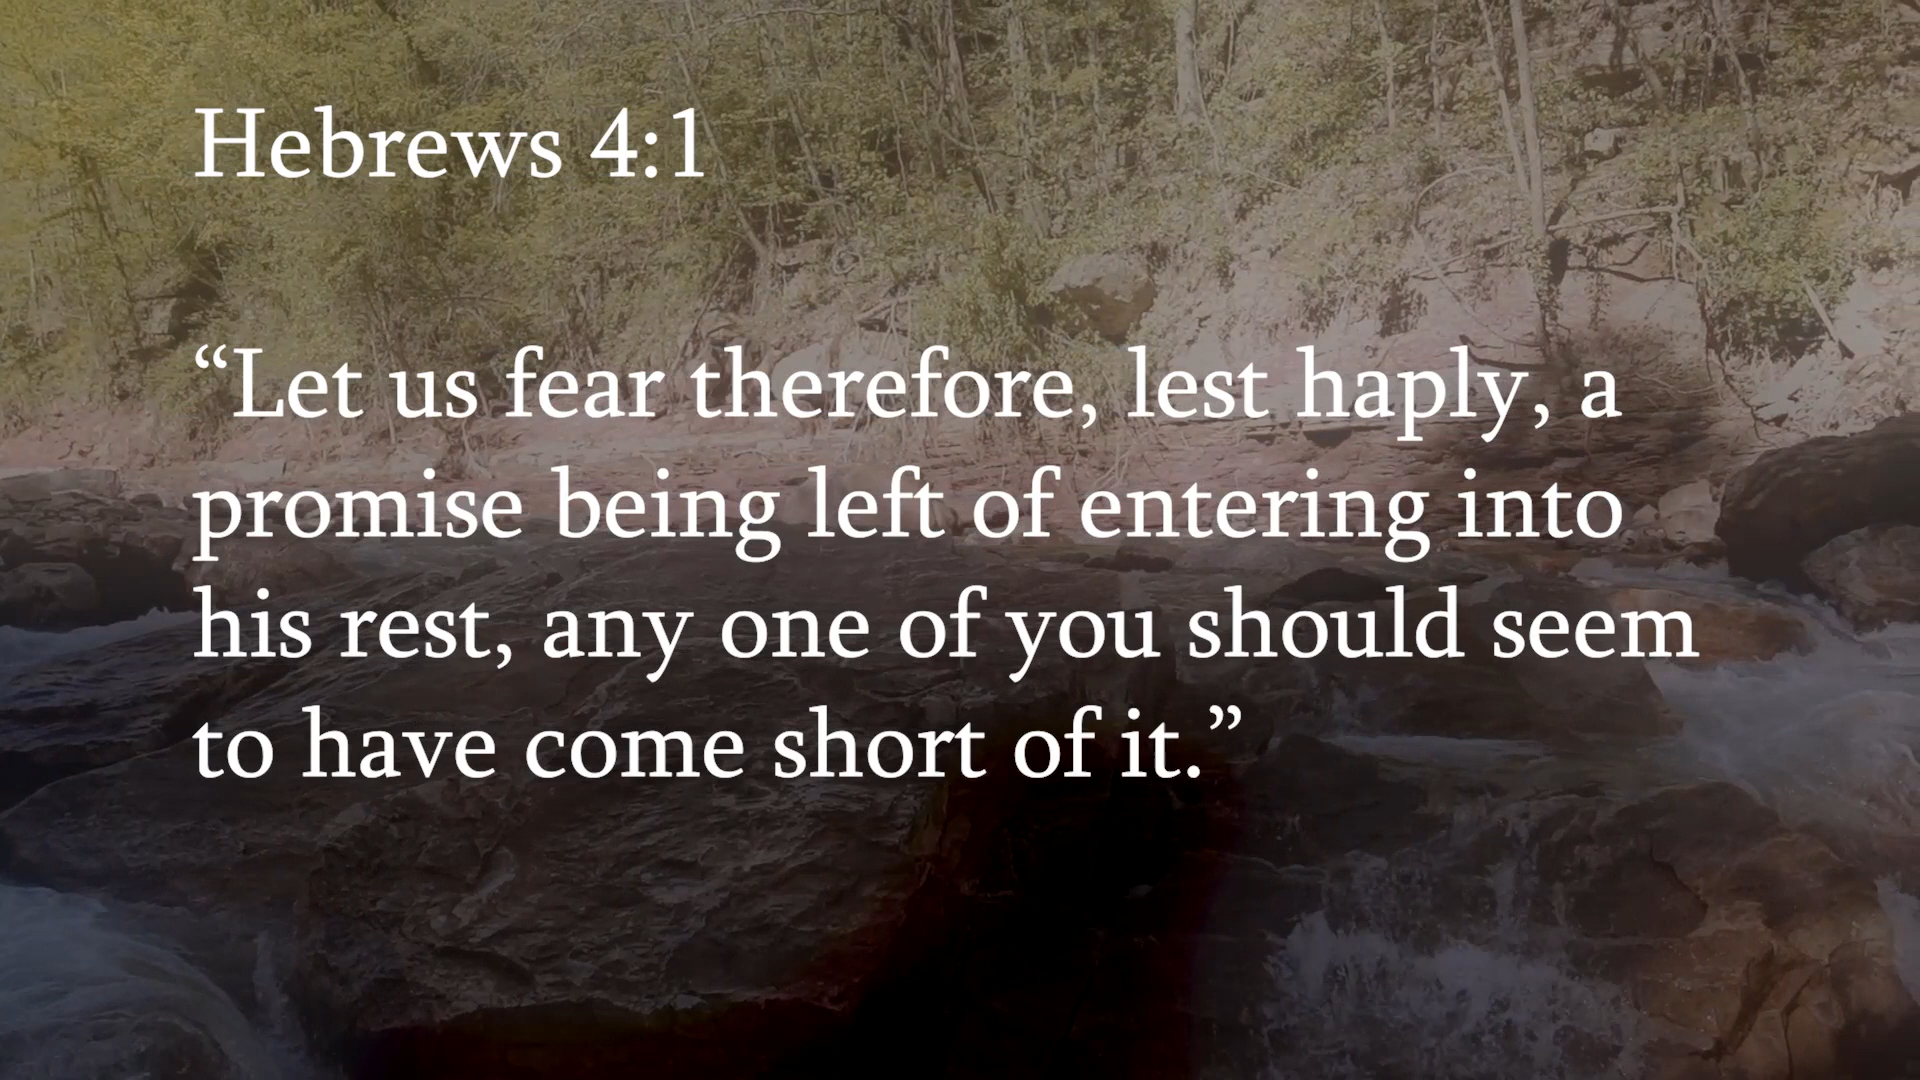 Hebrews 4:1
“Let us fear therefore, lest haply, a
promise being left of entering into
his rest, any one of you should seem
to have come short of it.”